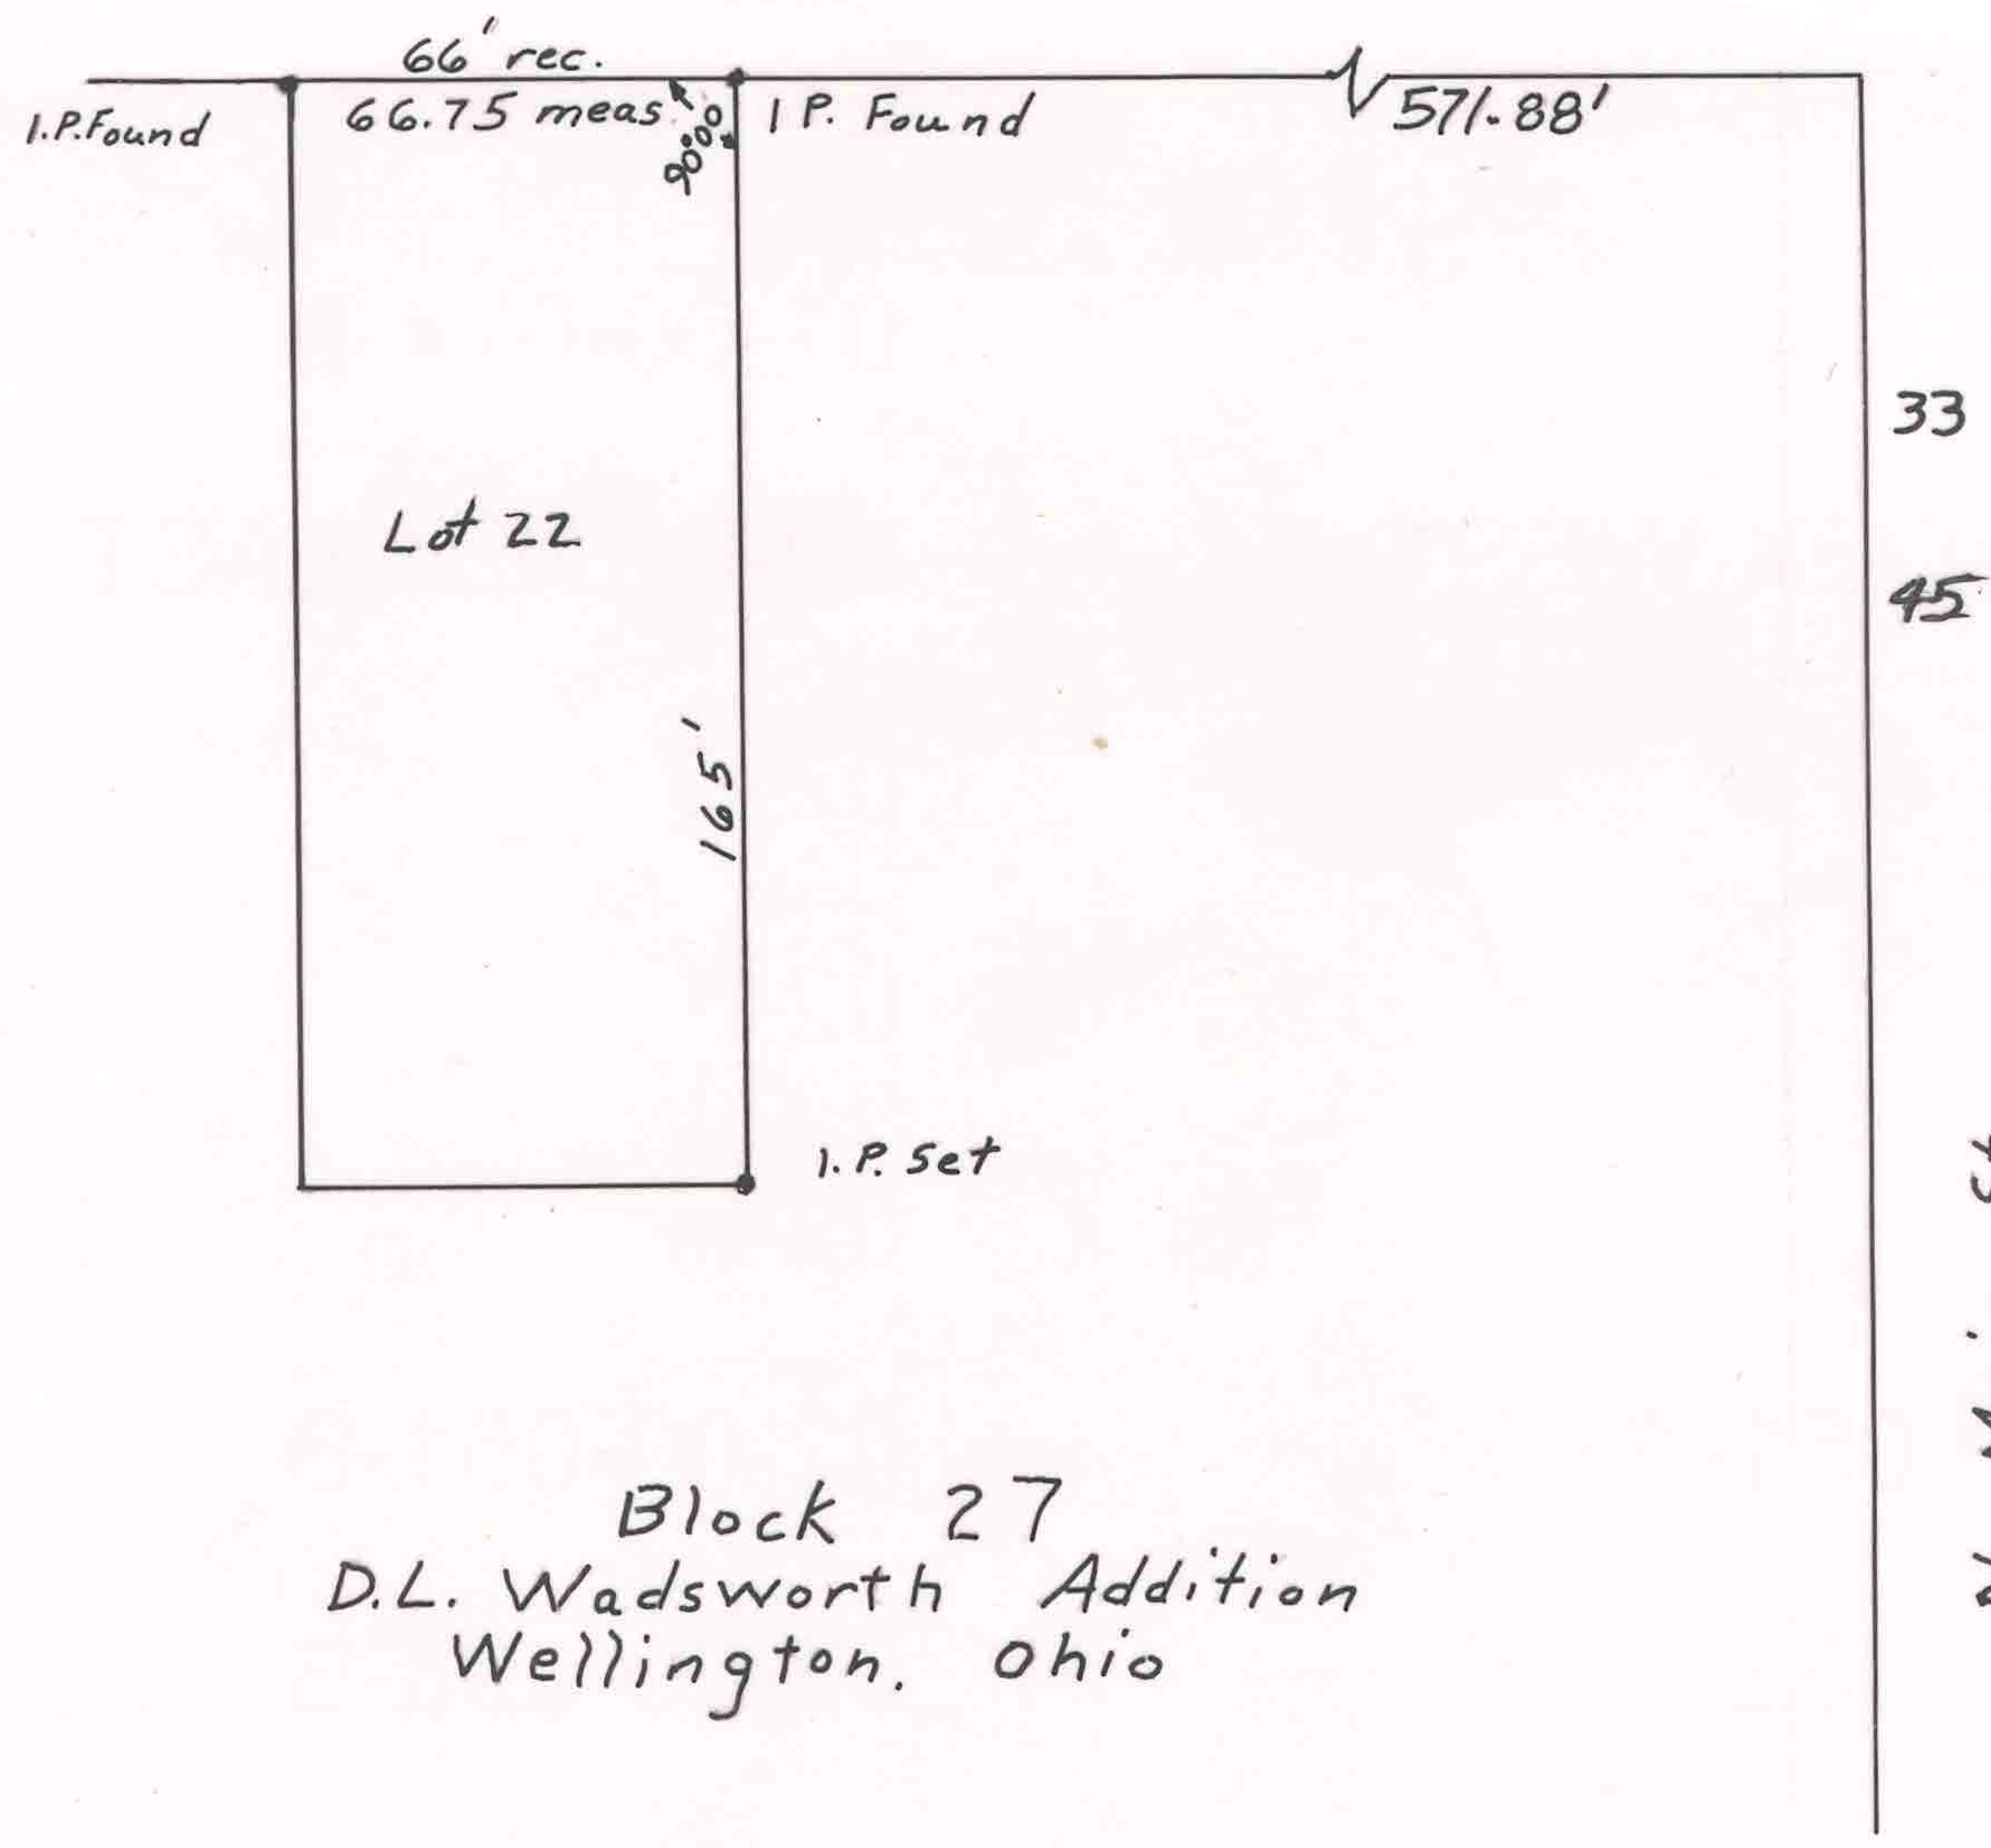 66' rec.
I.P. Found
66.75 meas.
90°00'
I P. Found
571.88'
33
Lot 22
45
165'
I.P. Set
Block 27
D.L. Wadsworth Addition
Wellington. Ohio